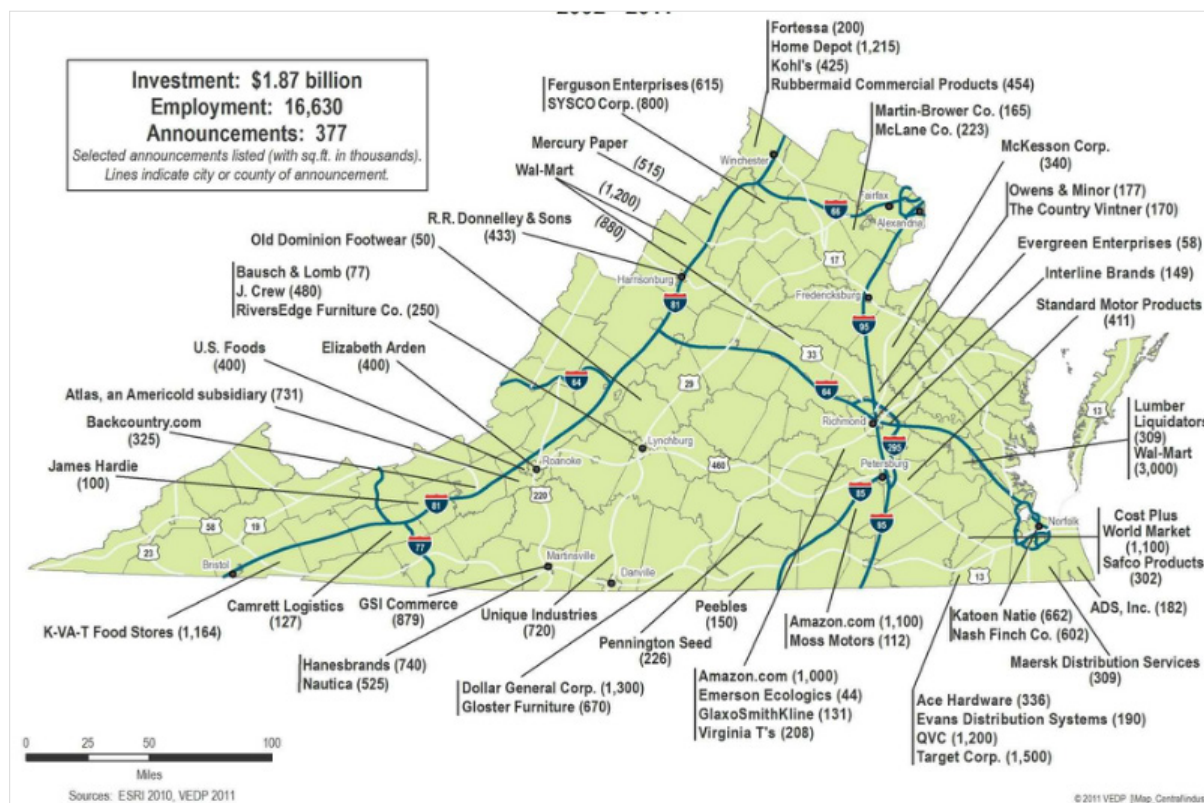 Investment: $1.87 billion
Employment: 16,630
Announcements: 377
Selected announcements listed (with sq.ft. in thousands).
Lines indicate city or county of announcement.
Fortessa (200)
Home Depot (1,215)
Kohl's (425)
Rubbermaid Commercial Products (454)
Ferguson Enterprises (615)
SYSCO Corp. (800)
Martin-Brower Co. (165)
McLane Co. (223)
Mercury Paper
(515)
McKesson Corp.
(340)
Wal-Mart
(1,200)
(880)
Owens & Minor (177)
The Country Vintner (170)
R.R. Donnelley & Sons
(433)
Old Dominion Footwear (50)
Evergreen Enterprises (58)
Bausch & Lomb (77)
J. Crew (480)
RiversEdge Furniture Co. (250)
Interline Brands (149)
Standard Motor Products
(411)
U.S. Foods
(400)
Elizabeth Arden
(400)
Atlas, an Americold subsidiary (731)
Backcountry.com
(325)
James Hardie
(100)
Lumber
Liquidators
(309)
Wal-Mart
(3,000)
Cost Plus
World Market
(1,100)
Safco Products
(302)
Winchester
Fairfax
66
Alexandria
17
Harrisonburg
81
Fredericksburg
95
33
29
64
64
Richmond
295
13
Lynchburg
460
Petersburg
Roanoke
220
85
95
81
58
19
23
77
Norfolk
Bristol
Martinsville
Danville
13
K-VA-T Food Stores (1,164)
Camrett Logistics
(127)
GSI Commerce
(879)
Hanesbrands (740)
Nautica (525)
Unique Industries
(720)
Dollar General Corp. (1,300)
Gloster Furniture (670)
Pennington Seed
(226)
Peebles
(150)
Amazon.com (1,100)
Moss Motors (112)
Amazon.com (1,000)
Emerson Ecologics (44)
GlaxoSmithKline (131)
Virginia T's (208)
Katoen Natie (662)
Nash Finch Co. (602)
ADS, Inc. (182)
Maersk Distribution Services
(309)
Ace Hardware (336)
Evans Distribution Systems (190)
QVC (1,200)
Target Corp. (1,500)
0 25 50 100
Miles
Sources: ESRI 2010, VEDP 2011
© 2011 VEDP